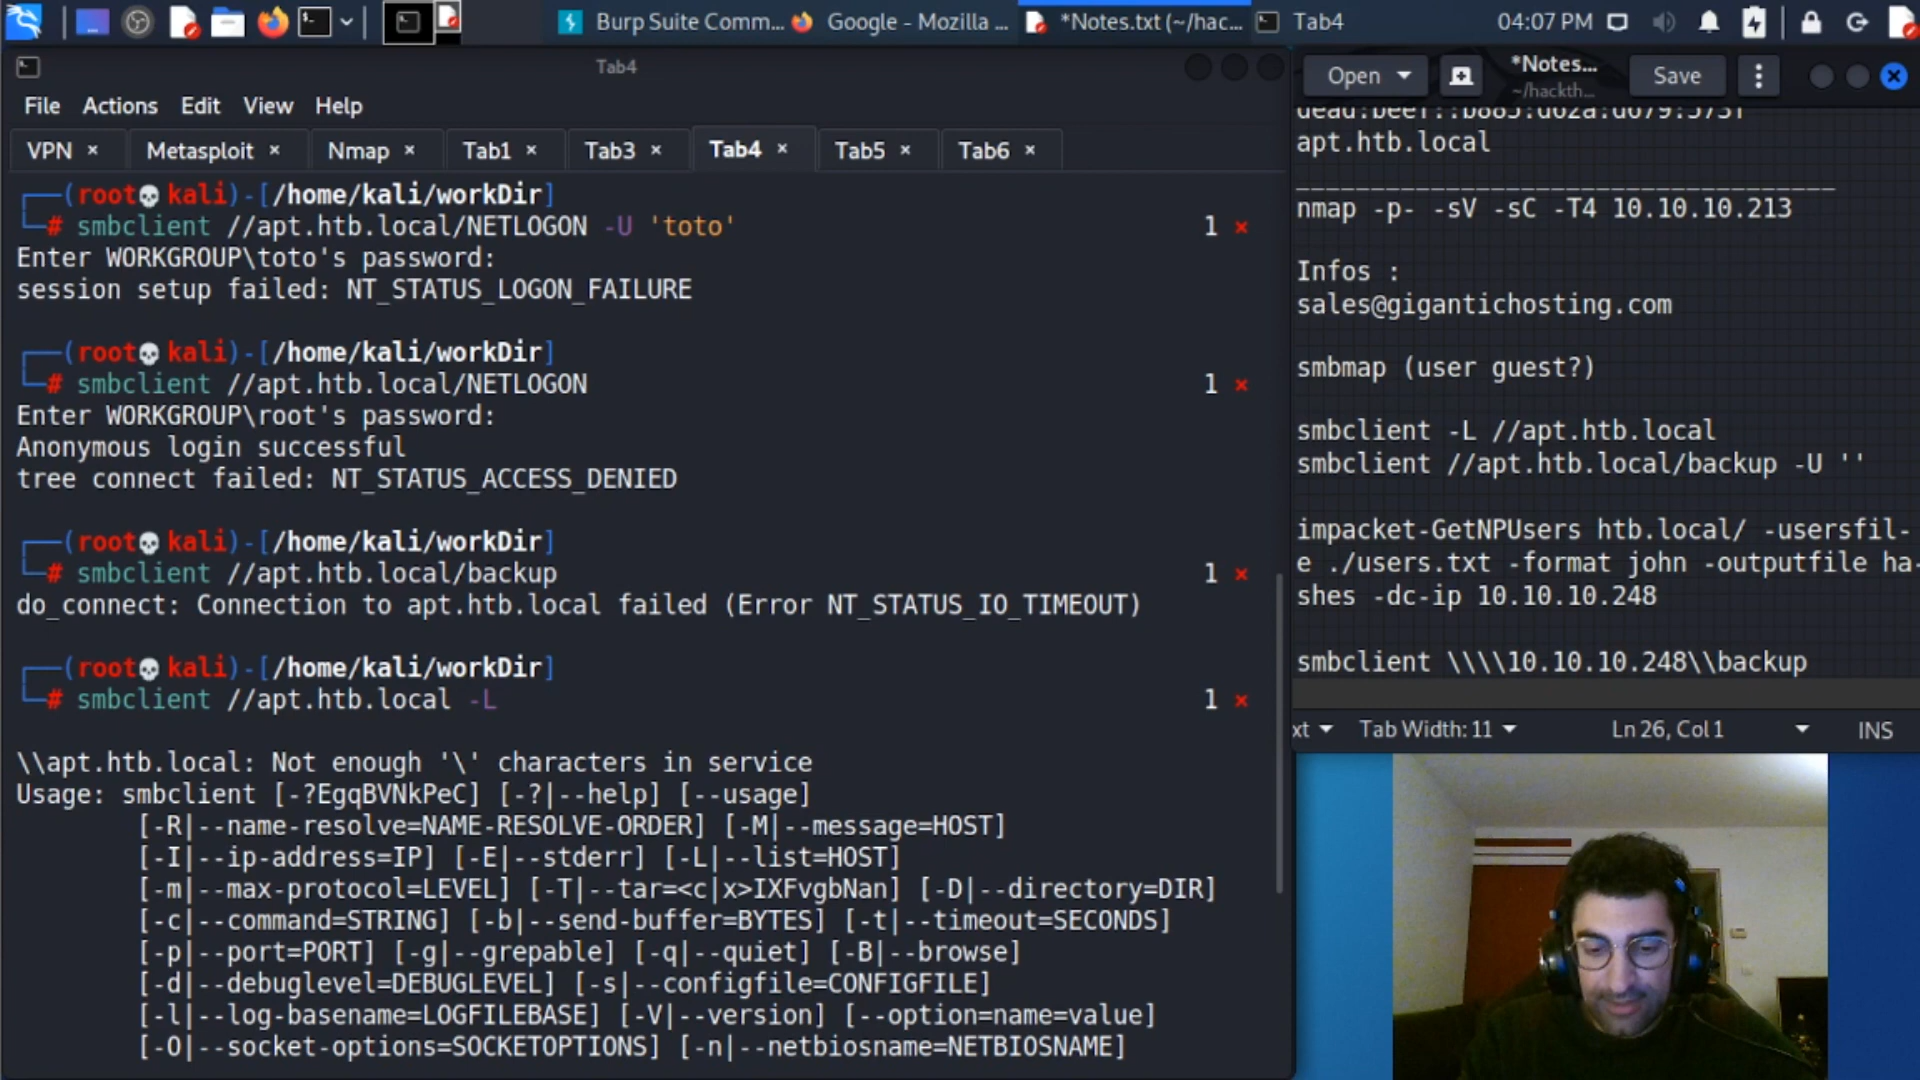 Burp Suite Comm...
Google - Mozilla ...
*Notes.txt (~/hac...
Tab4
04:07 PM
Tab4
File Actions Edit View Help
VPN × Metasploit × Nmap × Tab1 × Tab3 × Tab4 × Tab5 × Tab6 ×
┌──(root💀kali)-[/home/kali/workDir]
└─# smbclient //apt.htb.local/NETLOGON -U 'toto' 1 ×
Enter WORKGROUP\toto's password:
session setup failed: NT_STATUS_LOGON_FAILURE
┌──(root💀kali)-[/home/kali/workDir]
└─# smbclient //apt.htb.local/NETLOGON 1 ×
Enter WORKGROUP\root's password:
Anonymous login successful
tree connect failed: NT_STATUS_ACCESS_DENIED
┌──(root💀kali)-[/home/kali/workDir]
└─# smbclient //apt.htb.local/backup 1 ×
do_connect: Connection to apt.htb.local failed (Error NT_STATUS_IO_TIMEOUT)
┌──(root💀kali)-[/home/kali/workDir]
└─# smbclient //apt.htb.local -L 1 ×
\\apt.htb.local: Not enough '\' characters in service
Usage: smbclient [-?EgqBVNkPeC] [-?|--help] [--usage]
[-R|--name-resolve=NAME-RESOLVE-ORDER] [-M|--message=HOST]
[-I|--ip-address=IP] [-E|--stderr] [-L|--list=HOST]
[-m|--max-protocol=LEVEL] [-T|--tar=<c|x>IXFvgbNan] [-D|--directory=DIR]
[-c|--command=STRING] [-b|--send-buffer=BYTES] [-t|--timeout=SECONDS]
[-p|--port=PORT] [-g|--grepable] [-q|--quiet] [-B|--browse]
[-d|--debuglevel=DEBUGLEVEL] [-s|--configfile=CONFIGFILE]
[-l|--log-basename=LOGFILEBASE] [-V|--version] [--option=name=value]
[-O|--socket-options=SOCKETOPTIONS] [-n|--netbiosname=NETBIOSNAME]
Open
*Notes...
~/hackth...
Save
apt.htb.local
____________________________________
nmap -p- -sV -sC -T4 10.10.10.213
Infos :
sales@gigantichosting.com
smbmap (user guest?)
smbclient -L //apt.htb.local
smbclient //apt.htb.local/backup -U ''
impacket-GetNPUsers htb.local/ -usersfil-
e ./users.txt -format john -outputfile ha-
shes -dc-ip 10.10.10.248
smbclient \\\\10.10.10.248\\backup
xt Tab Width: 11 Ln 26, Col 1 INS